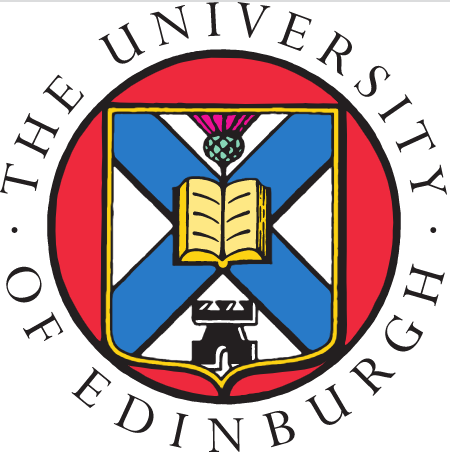 · THE UNIVERSITY ·
OF EDINBURGH